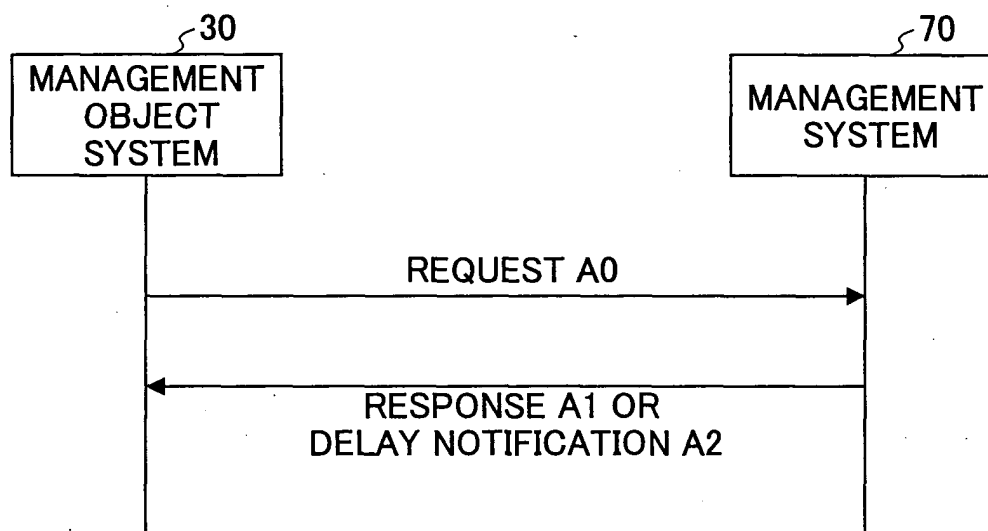 30
MANAGEMENT
OBJECT
SYSTEM
70
MANAGEMENT
SYSTEM
REQUEST A0
RESPONSE A1 OR
DELAY NOTIFICATION A2